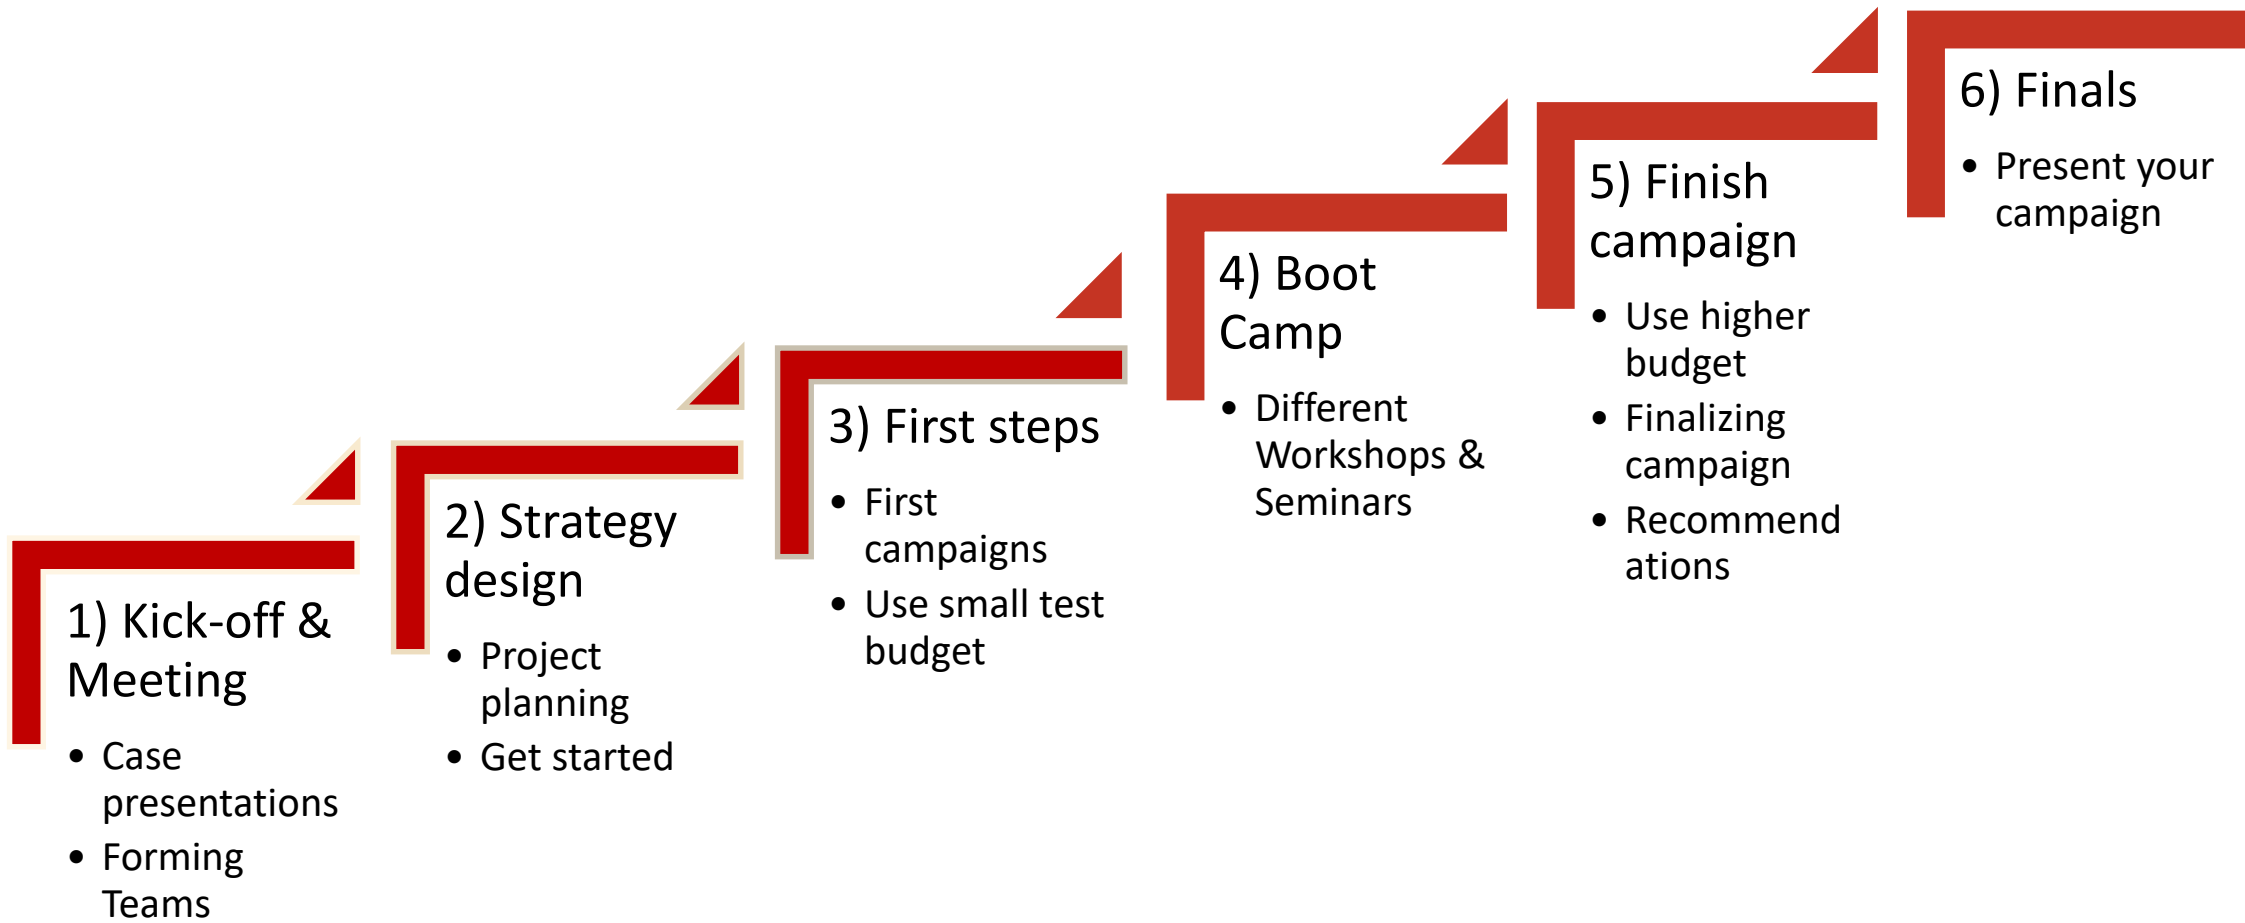 1) Kick-off &
Meeting
• Case
presentations
• Forming
Teams
2) Strategy
design
• Project
planning
• Get started
3) First steps
• First
campaigns
• Use small test
budget
4) Boot
Camp
• Different
Workshops &
Seminars
5) Finish
campaign
• Use higher
budget
• Finalizing
campaign
• Recommend
ations
6) Finals
• Present your
campaign